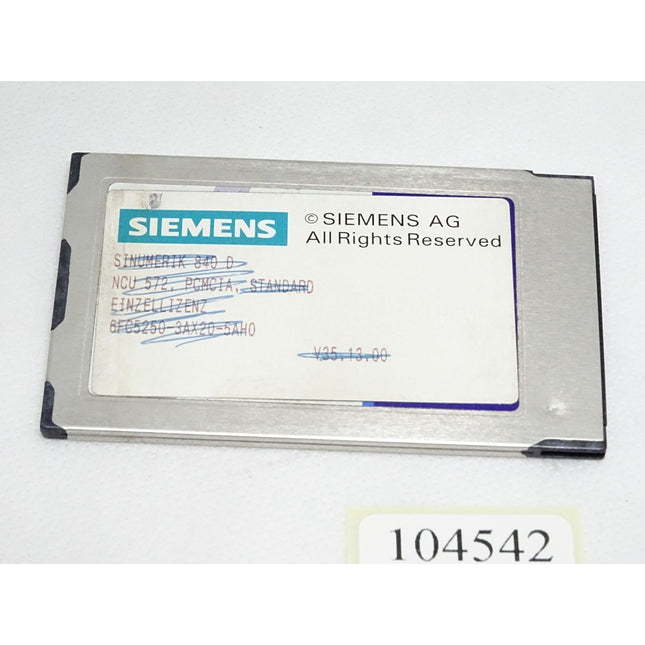 SIEMENS
© SIEMENS AG
All Rights Reserved
SINUMERIK 840 D
NCU 572, PCMCIA, STANDARD
EINZELLIZENZ
6FC5250-3AX20-5AH0
V35.13.00
104542